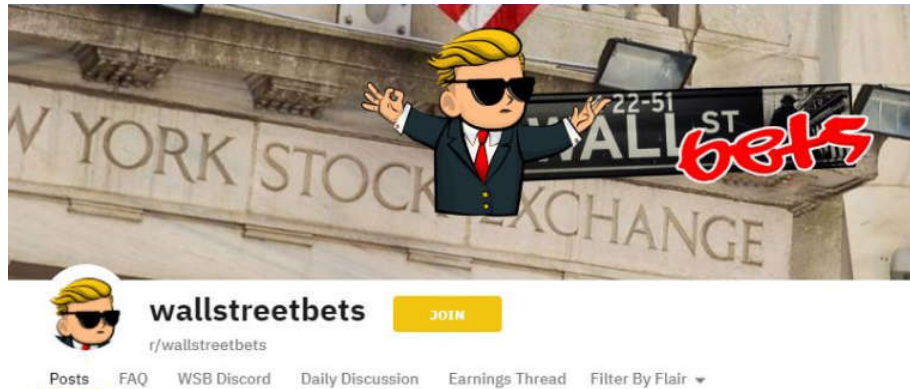 W YORK STOCK EXCHANGE
22-51
WALL ST
bets
wallstreetbets
JOIN
r/wallstreetbets
Posts FAQ WSB Discord Daily Discussion Earnings Thread Filter By Flair